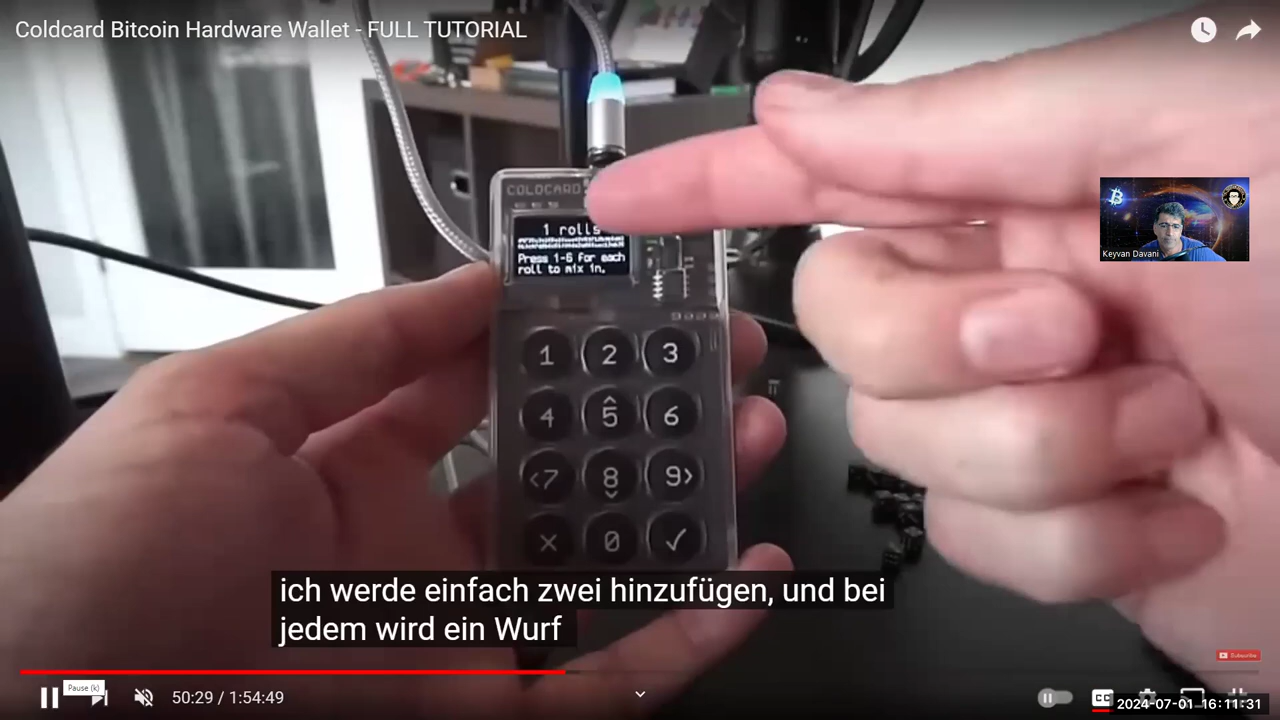 Coldcard Bitcoin Hardware Wallet - FULL TUTORIAL
COLDCARD
1 rolls
Press 1-6 for each
roll to mix in.
Keyvan Davani
1 2 3
4 5 6
<7 8 9>
0
ich werde einfach zwei hinzufügen, und bei
jedem wird ein Wurf
Subscribe
Pause (k)
50:29 / 1:54:49
CC
2024-07-01 16:11:31